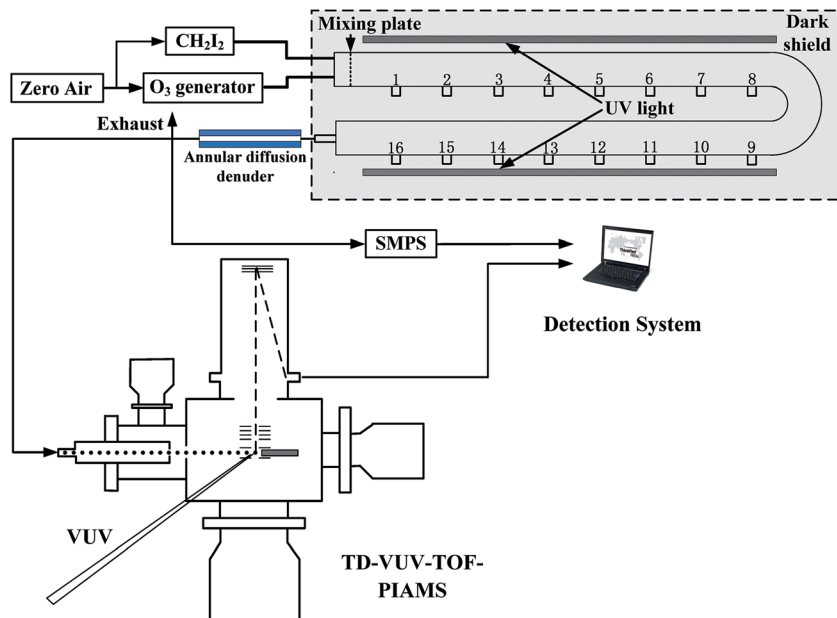 Mixing plate
Dark
shield
CH₂I₂
Zero Air
O₃ generator
1 2 3 4 5 6 7 8
UV light
Exhaust
Annular diffusion
denuder
16 15 14 13 12 11 10 9
SMPS
Detection System
VUV
TD-VUV-TOF-
PIAMS